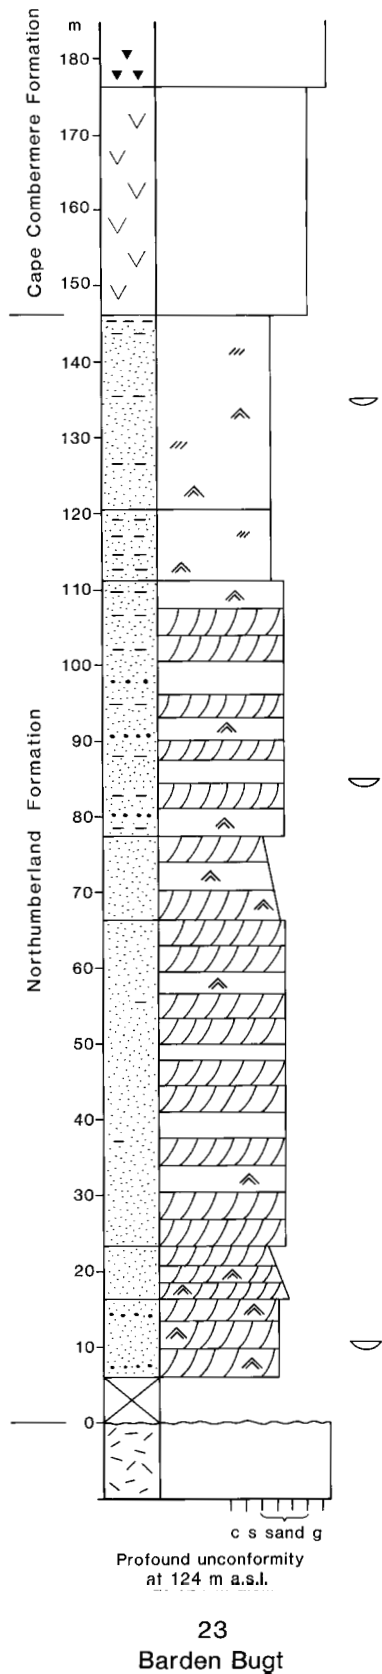 m
180
170
160
150
140
130
120
110
100
90
80
70
60
50
40
30
20
10
0
Cape Combermere Formation
Northumberland Formation
c s sand g
Profound unconformity
at 124 m a.s.l.
23
Barden Bugt